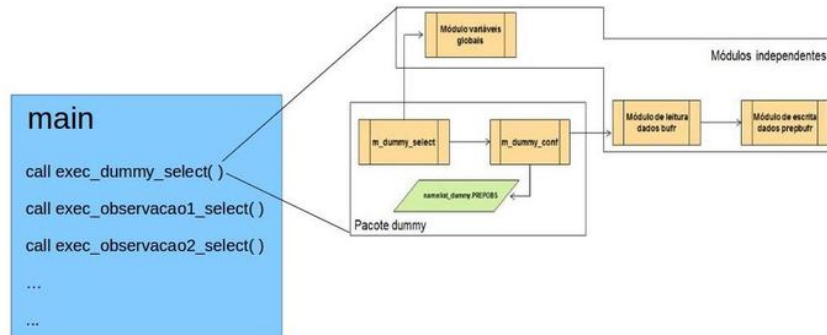 main
call exec_dummy_select( )
call exec_observacao1_select( )
call exec_observacao2_select( )
...
...
Módulo variáveis
globais
Módulos independentes
m_dummy_select
m_dummy_conf
Módulo de leitura
dados bufr
Módulo de escrita
dados prepbufr
namelist_dummy.PREPOBS
Pacote dummy